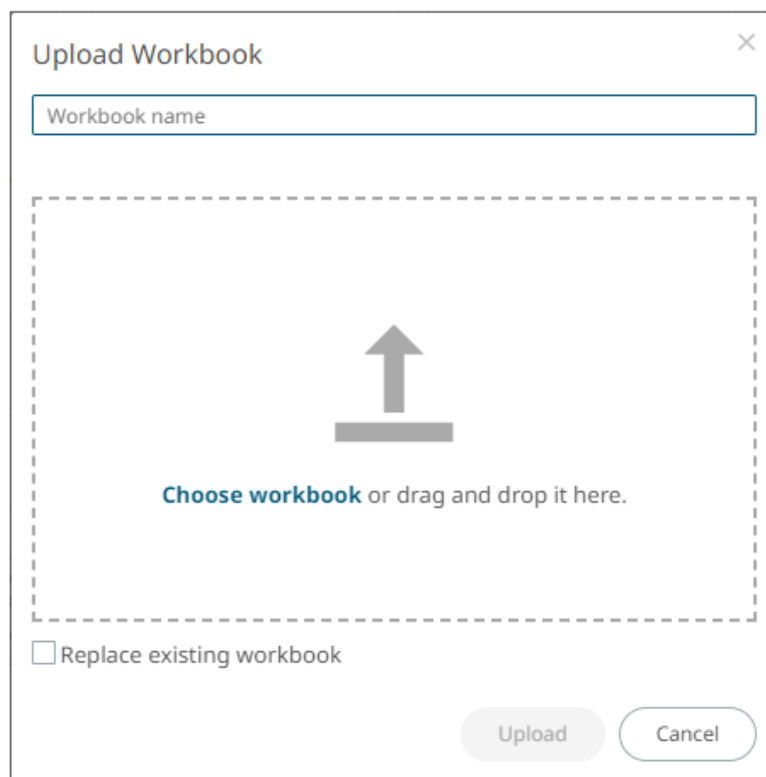 Upload Workbook
Workbook name
Choose workbook or drag and drop it here.
Replace existing workbook
Upload
Cancel